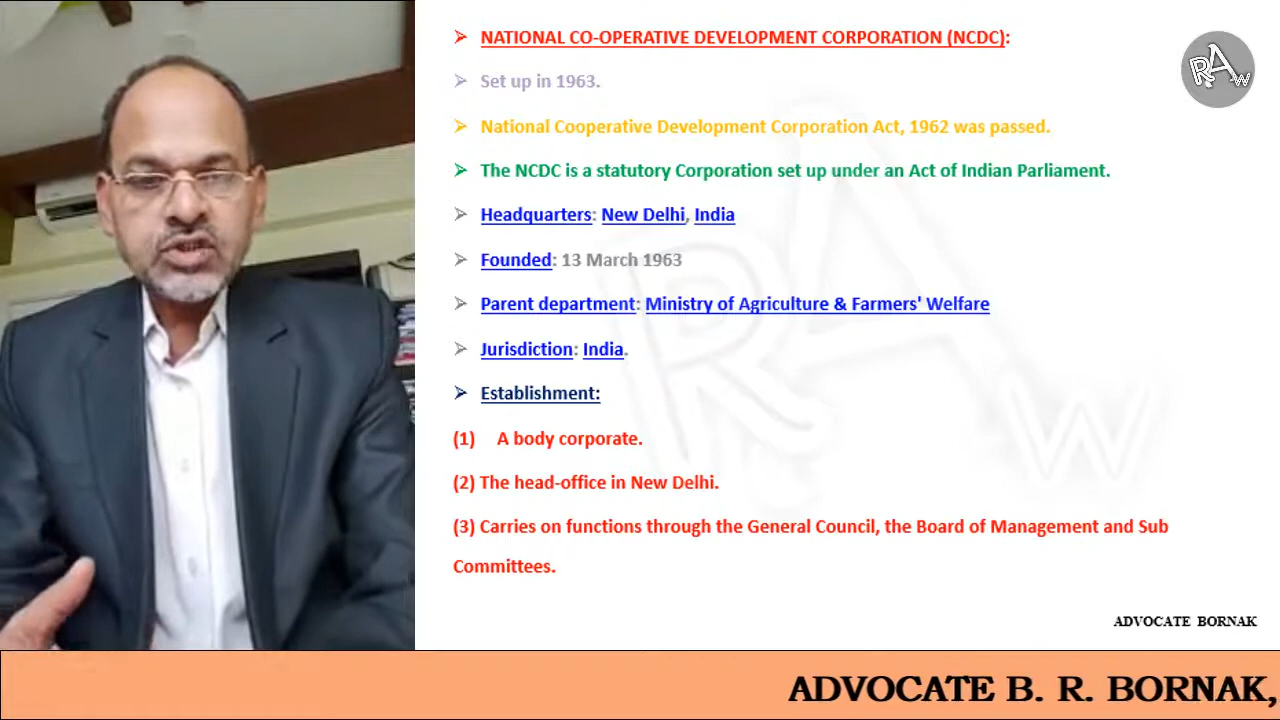 NATIONAL CO-OPERATIVE DEVELOPMENT CORPORATION (NCDC):
Set up in 1963.
National Cooperative Development Corporation Act, 1962 was passed.
The NCDC is a statutory Corporation set up under an Act of Indian Parliament.
Headquarters: New Delhi, India
Founded: 13 March 1963
Parent department: Ministry of Agriculture & Farmers' Welfare
Jurisdiction: India.
Establishment:
(1) A body corporate.
(2) The head-office in New Delhi.
(3) Carries on functions through the General Council, the Board of Management and Sub
Committees.
RAW
ADVOCATE BORNAK
ADVOCATE B. R. BORNAK,